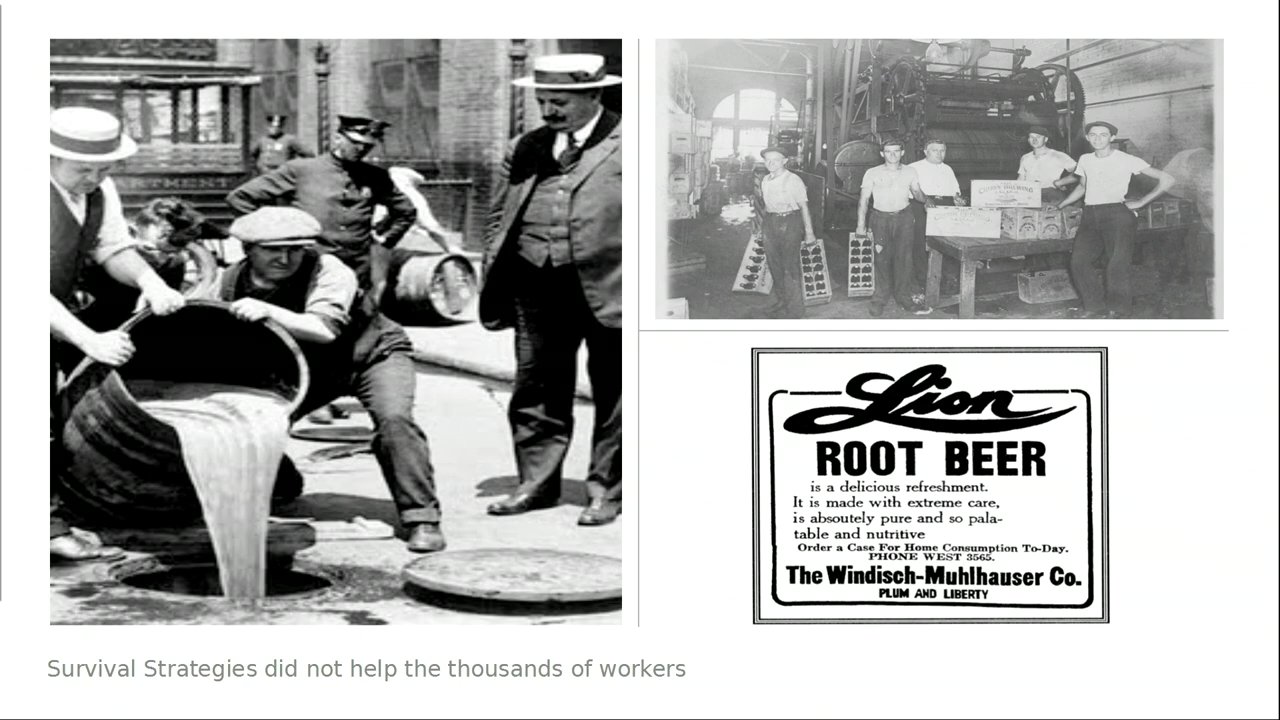 ARTMENT
Lion
ROOT BEER
is a delicious refreshment.
It is made with extreme care,
is absoutely pure and so pala-
table and nutritive
Order a Case For Home Consumption To-Day.
PHONE WEST 3565.
The Windisch-Muhlhauser Co.
PLUM AND LIBERTY
Survival Strategies did not help the thousands of workers